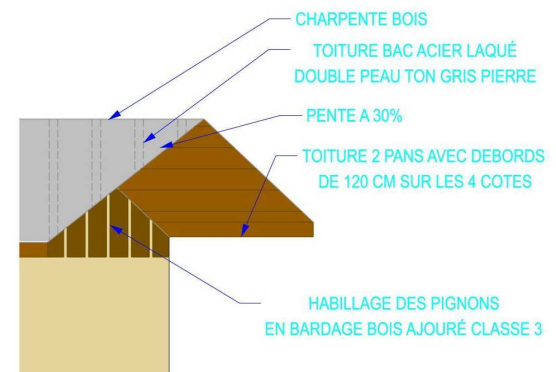 CHARPENTE BOIS
TOITURE BAC ACIER LAQUÉ
DOUBLE PEAU TON GRIS PIERRE
PENTE A 30%
TOITURE 2 PANS AVEC DEBORDS
DE 120 CM SUR LES 4 COTES
HABILLAGE DES PIGNONS
EN BARDAGE BOIS AJOURÉ CLASSE 3